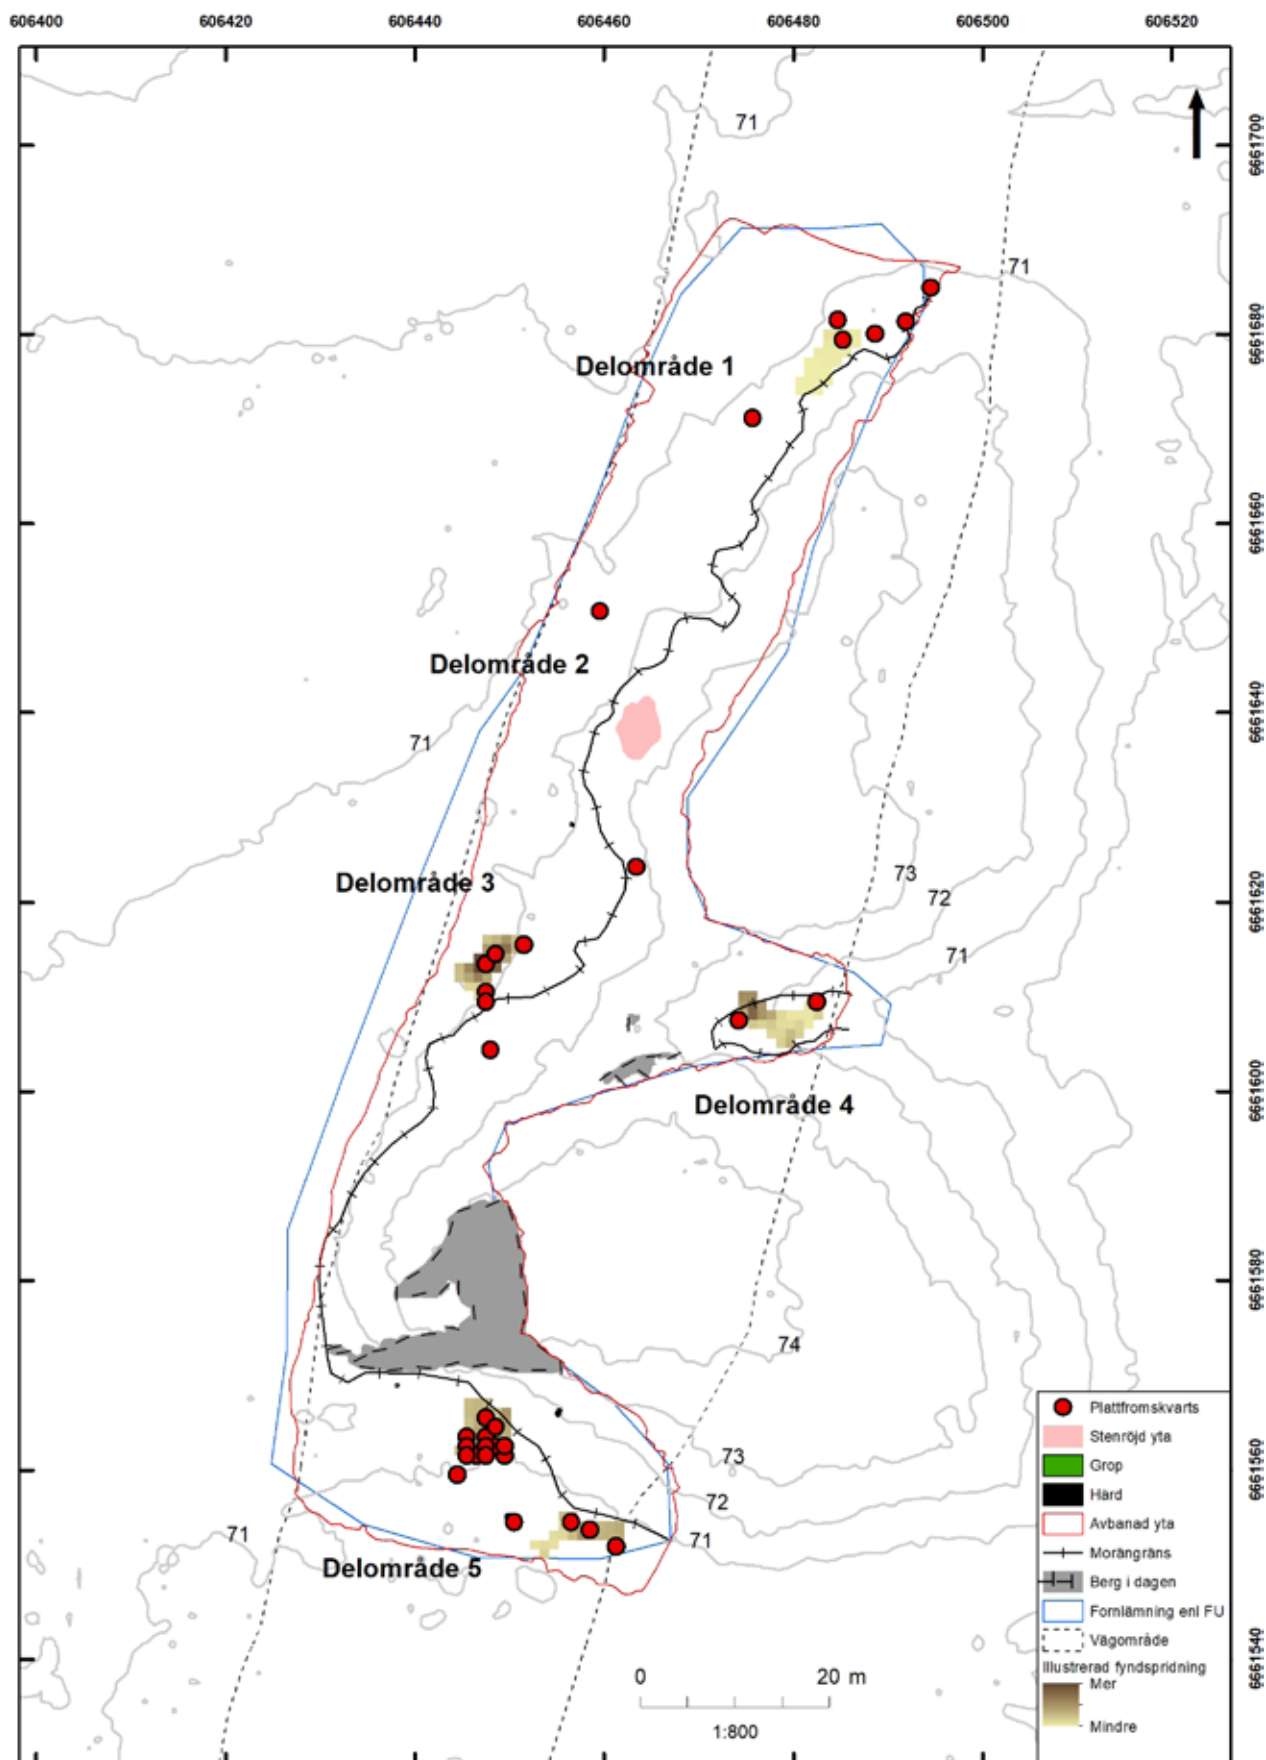 606400 606420 606440 606460 606480 606500 606520
6661700
71
71
Delområde 1
6661680
6661660
Delområde 2
6661640
71
Delområde 3
73
72
6661620
71
Delområde 4
6661600
6661580
74
73
72
6661560
71
71
Delområde 5
6661540
Plattfromskvarts
Stenröjd yta
Grop
Härd
Avbanad yta
Morängräns
Berg i dagen
Fornlämning enl FU
Vägområde
Illustrerad fyndspridning
Mer
Mindre
0 20 m
1:800